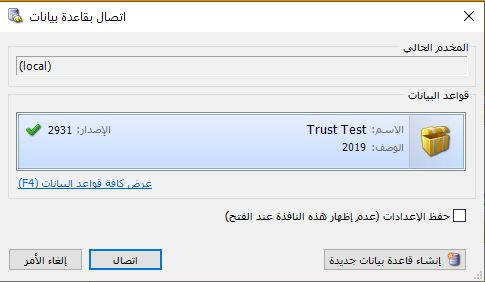 اتصال بقاعدة بيانات
المخدم الحالي
(local)
قواعد البيانات
الاسم: Trust Test
الإصدار: 2931
الوصف: 2019
عرض كافة قواعد البيانات (F4)
حفظ الإعدادات (عدم إظهار هذه النافذة عند الفتح)
إنشاء قاعدة بيانات جديدة
اتصال
إلغاء الأمر